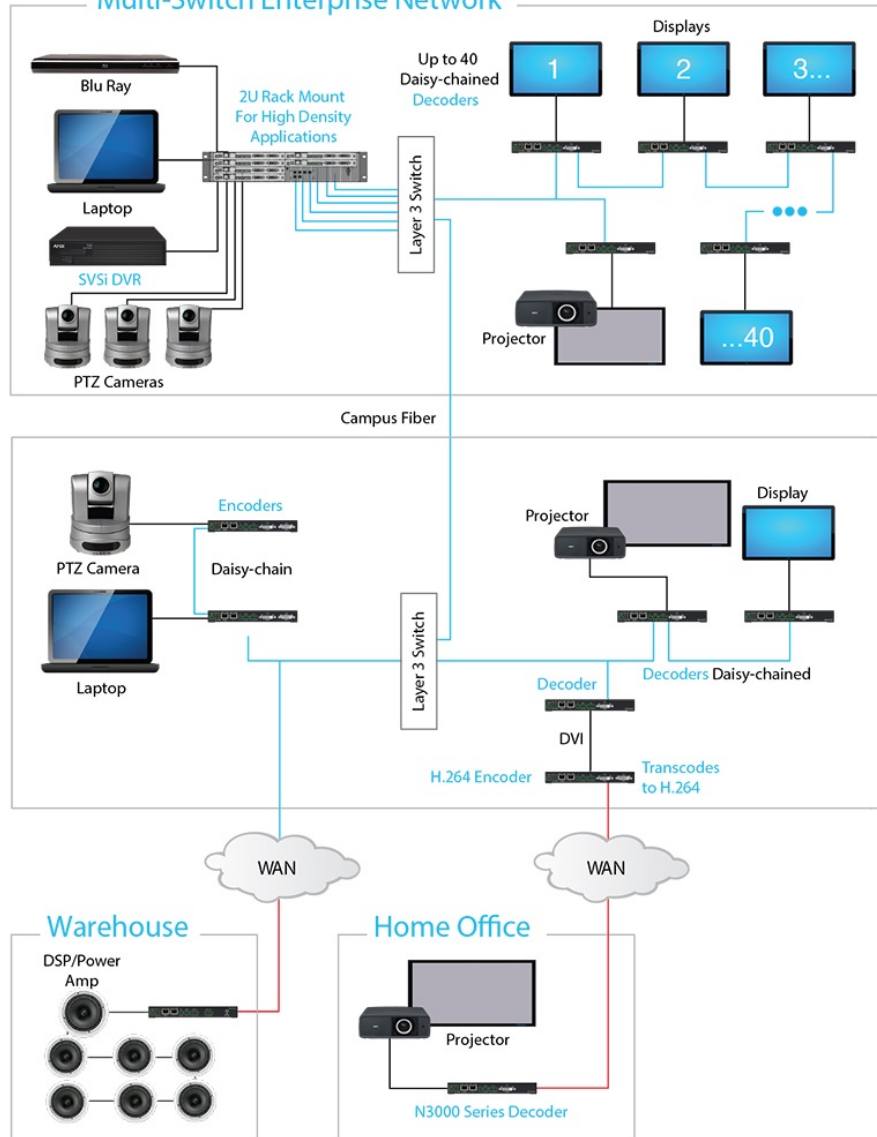 Multi-Switch Enterprise Network
Blu Ray
Laptop
SVSi DVR
PTZ Cameras
2U Rack Mount
For High Density
Applications
Layer 3 Switch
Up to 40
Daisy-chained
Decoders
Displays
1
2
3...
Projector
...40
Campus Fiber
PTZ Camera
Laptop
Encoders
Daisy-chain
Layer 3 Switch
Projector
Display
Decoders Daisy-chained
Decoder
DVI
H.264 Encoder
Transcodes
to H.264
WAN
WAN
Warehouse
DSP/Power
Amp
Home Office
Projector
N3000 Series Decoder